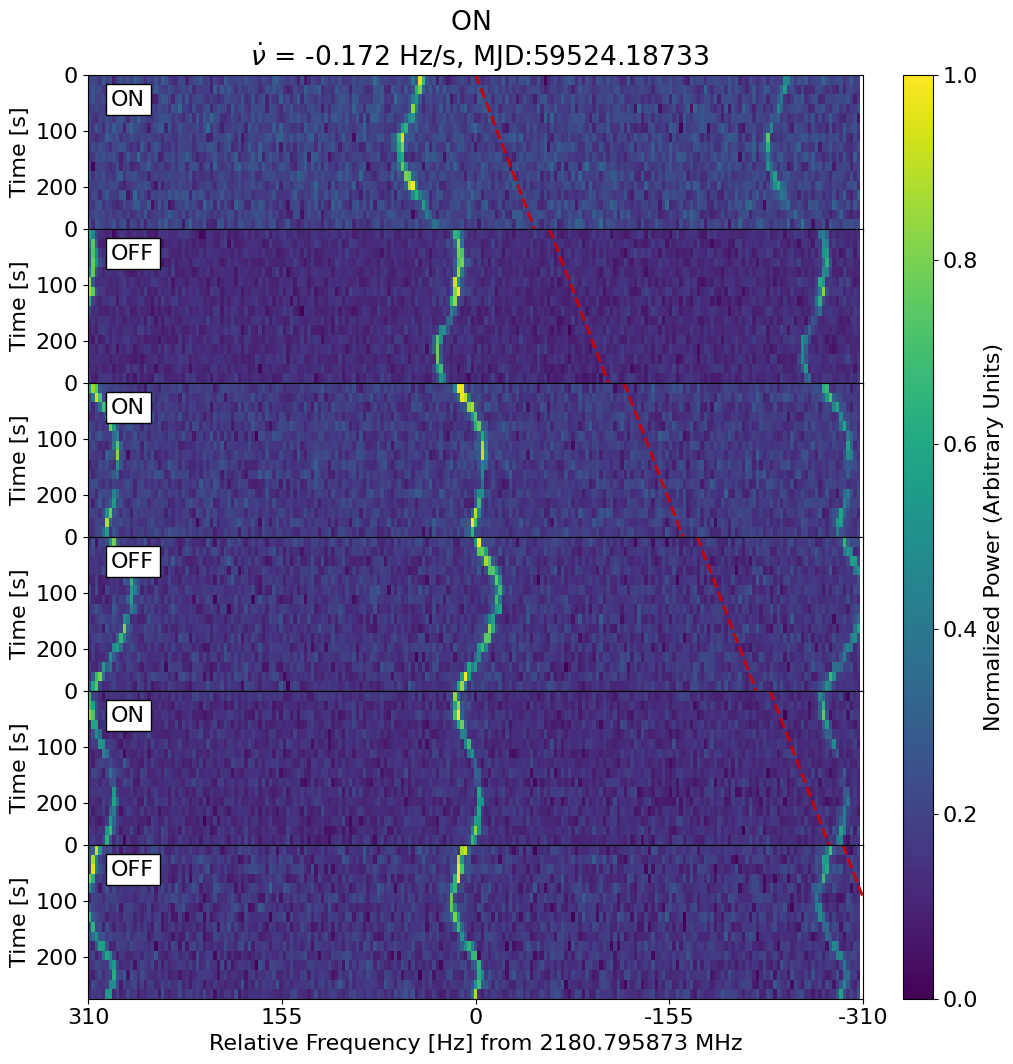 ON
ν̇ = -0.172 Hz/s, MJD:59524.18733
0
100
200
Time [s]
ON
0
100
200
Time [s]
OFF
0
100
200
Time [s]
ON
0
100
200
Time [s]
OFF
0
100
200
Time [s]
ON
0
100
200
Time [s]
OFF
310 155 0 -155 -310
Relative Frequency [Hz] from 2180.795873 MHz
1.0
0.8
0.6
0.4
0.2
0.0
Normalized Power (Arbitrary Units)